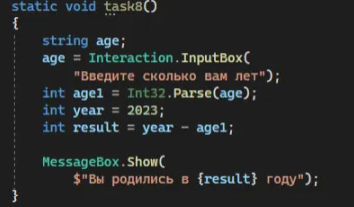 static void task8()
{
string age;
age = Interaction.InputBox(
"Введите сколько вам лет");
int age1 = Int32.Parse(age);
int year = 2023;
int result = year - age1;
MessageBox.Show(
$"Вы родились в {result} году");
}